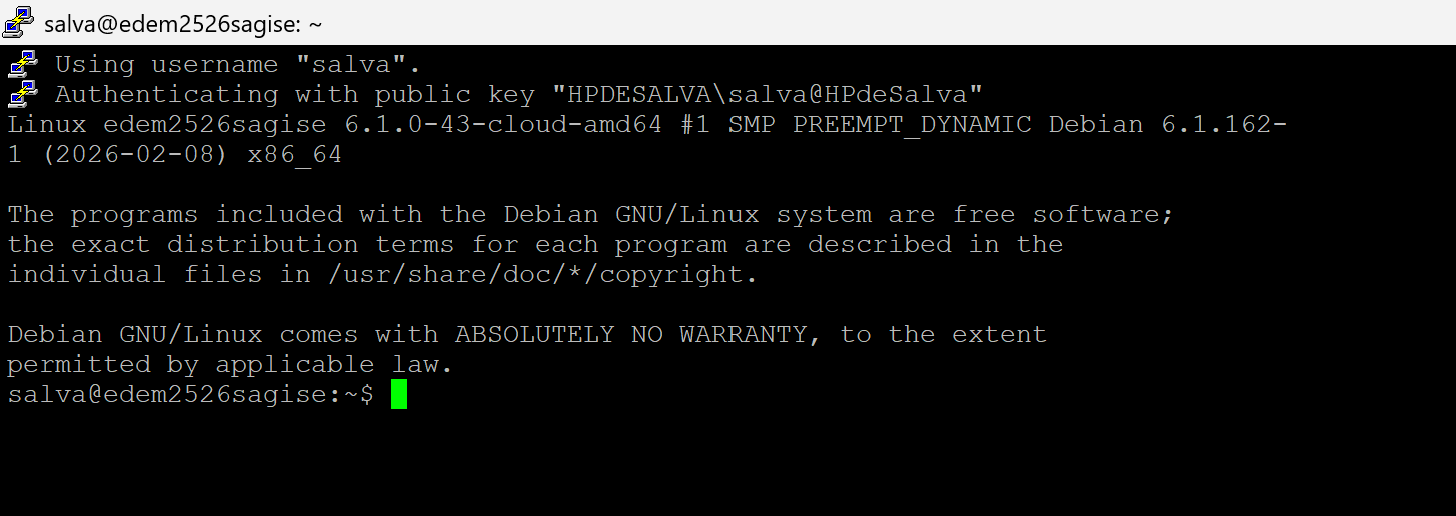 salva@edem2526sagise: ~
Using username "salva".
Authenticating with public key "HPDESALVA\salva@HPdeSalva"
Linux edem2526sagise 6.1.0-43-cloud-amd64 #1 SMP PREEMPT_DYNAMIC Debian 6.1.162-
1 (2026-02-08) x86_64
The programs included with the Debian GNU/Linux system are free software;
the exact distribution terms for each program are described in the
individual files in /usr/share/doc/*/copyright.
Debian GNU/Linux comes with ABSOLUTELY NO WARRANTY, to the extent
permitted by applicable law.
salva@edem2526sagise:~$